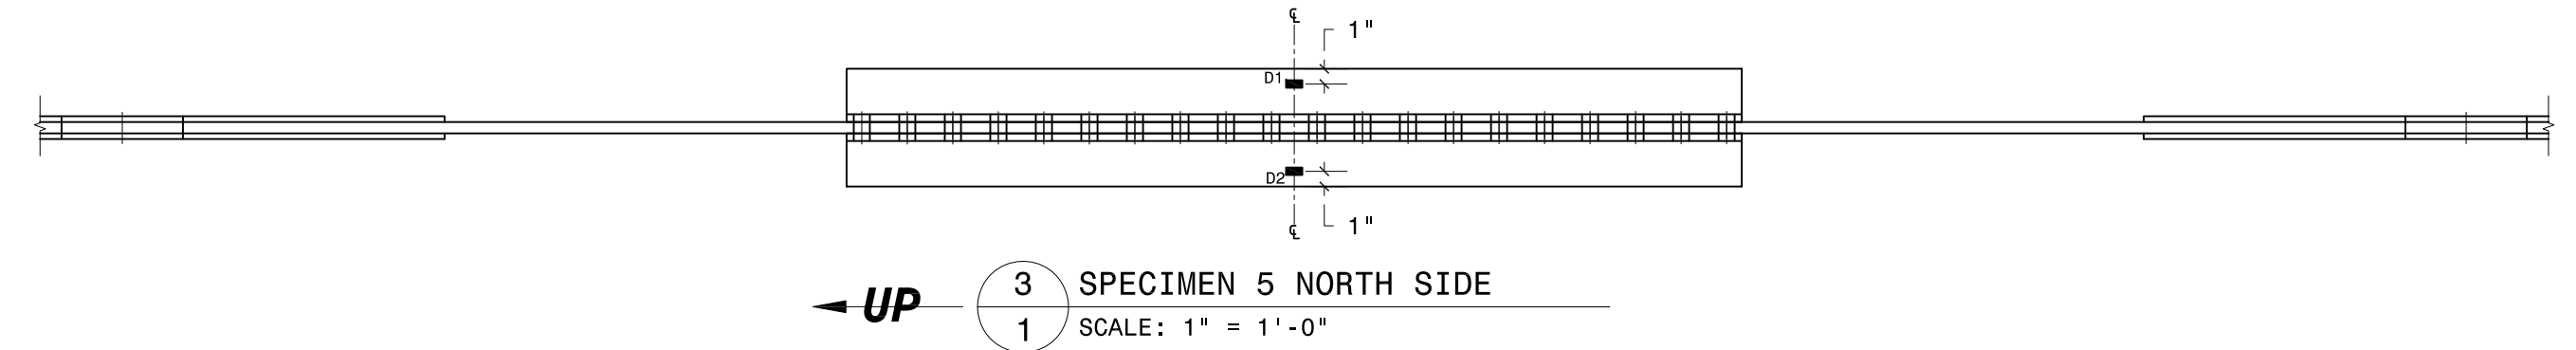 ℄
1"
D1
D2
1"
℄
UP
3
SPECIMEN 5 NORTH SIDE
1
SCALE: 1" = 1'-0"